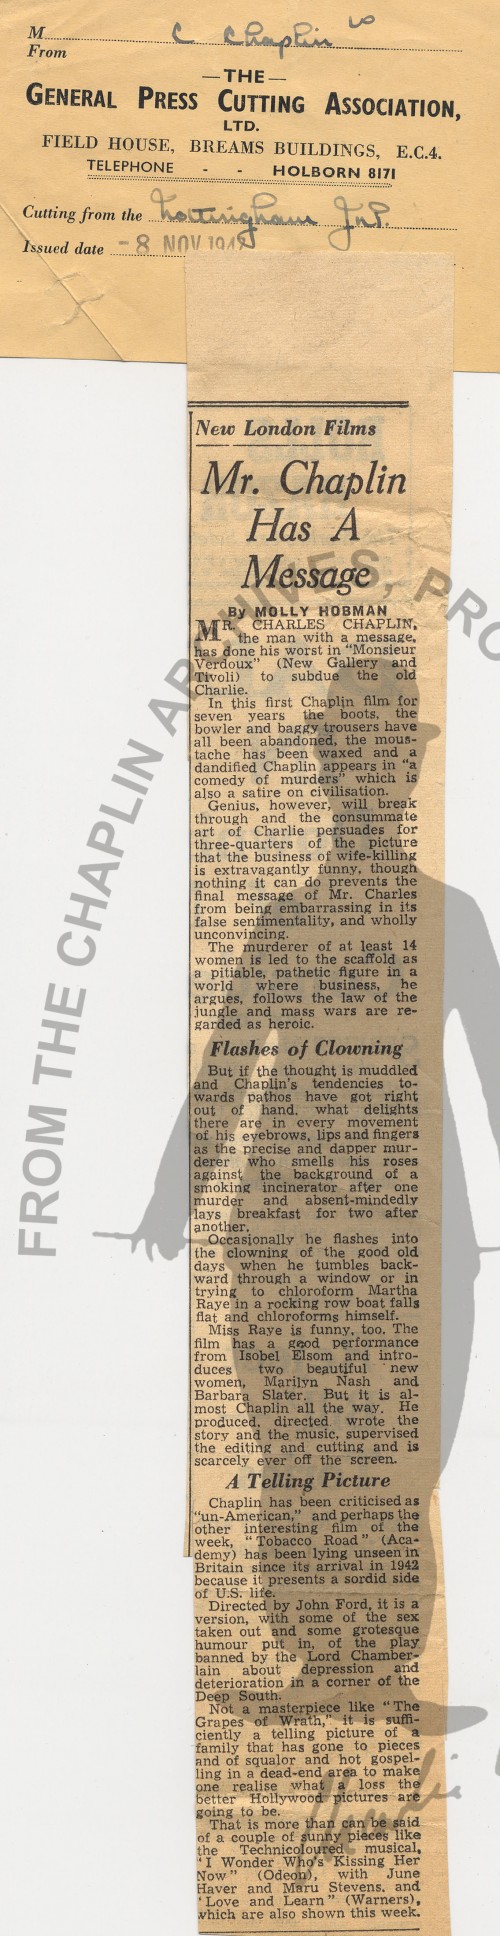 M C Chaplin
From
—THE—
GENERAL PRESS CUTTING ASSOCIATION,
LTD.
FIELD HOUSE, BREAMS BUILDINGS, E.C.4.
TELEPHONE - - HOLBORN 8171
Cutting from the Nottingham Jnl.
Issued date -8 NOV 194
New London Films
Mr. Chaplin
Has A
Message
By MOLLY HOBMAN
MR. CHARLES CHAPLIN,
the man with a message,
has done his worst in "Monsieur
Verdoux" (New Gallery and
Tivoli) to subdue the old
Charlie.
In this first Chaplin film for
seven years the boots, the
bowler and baggy trousers have
all been abandoned, the mous-
tache has been waxed and a
dandified Chaplin appears in "a
comedy of murders" which is
also a satire on civilisation.
Genius, however, will break
through and the consummate
art of Charlie persuades for
three-quarters of the picture
that the business of wife-killing
is extravagantly funny, though
nothing it can do prevents the
final message of Mr. Charles
from being embarrassing in its
false sentimentality, and wholly
unconvincing.
The murderer of at least 14
women is led to the scaffold as
a pitiable, pathetic figure in a
world where business, he
argues, follows the law of the
jungle and mass wars are re-
garded as heroic.
Flashes of Clowning
But if the thought is muddled
and Chaplin's tendencies to-
wards pathos have got right
out of hand, what delights
there are in every movement
of his eyebrows, lips and fingers
as the precise and dapper mur-
derer who smells his roses
against the background of a
smoking incinerator after one
murder and absent-mindedly
lays breakfast for two after
another.
Occasionally he flashes into
the clowning of the good old
days when he tumbles back-
ward through a window or in
trying to chloroform Martha
Raye in a rocking row boat falls
flat and chloroforms himself.
Miss Raye is funny, too. The
film has a good performance
from Isobel Elsom and intro-
duces two beautiful new
women, Marilyn Nash and
Barbara Slater. But it is al-
most Chaplin all the way. He
produced, directed, wrote the
story and the music, supervised
the editing and cutting and is
scarcely ever off the screen.
A Telling Picture
Chaplin has been criticised as
"un-American," and perhaps the
other interesting film of the
week, "Tobacco Road" (Aca-
demy) has been lying unseen in
Britain since its arrival in 1942
because it presents a sordid side
of U.S. life.
Directed by John Ford, it is a
version, with some of the sex
taken out and some grotesque
humour put in, of the play
banned by the Lord Chamber-
lain about depression and
deterioration in a corner of the
Deep South.
Not a masterpiece like "The
Grapes of Wrath," it is suffi-
ciently a telling picture of a
family that has gone to pieces
and of squalor and hot gospel-
ling in a dead-end area to make
one realise what a loss the
better Hollywood pictures are
going to be.
That is more than can be said
of a couple of sunny pieces like
the Technicoloured musical,
'I Wonder Who's Kissing Her
Now" (Odeon), with June
Haver and Maru Stevens. and
'Love and Learn" (Warners),
which are also shown this week.
FROM THE CHAPLIN ARCHIVES, PRO
Charlie